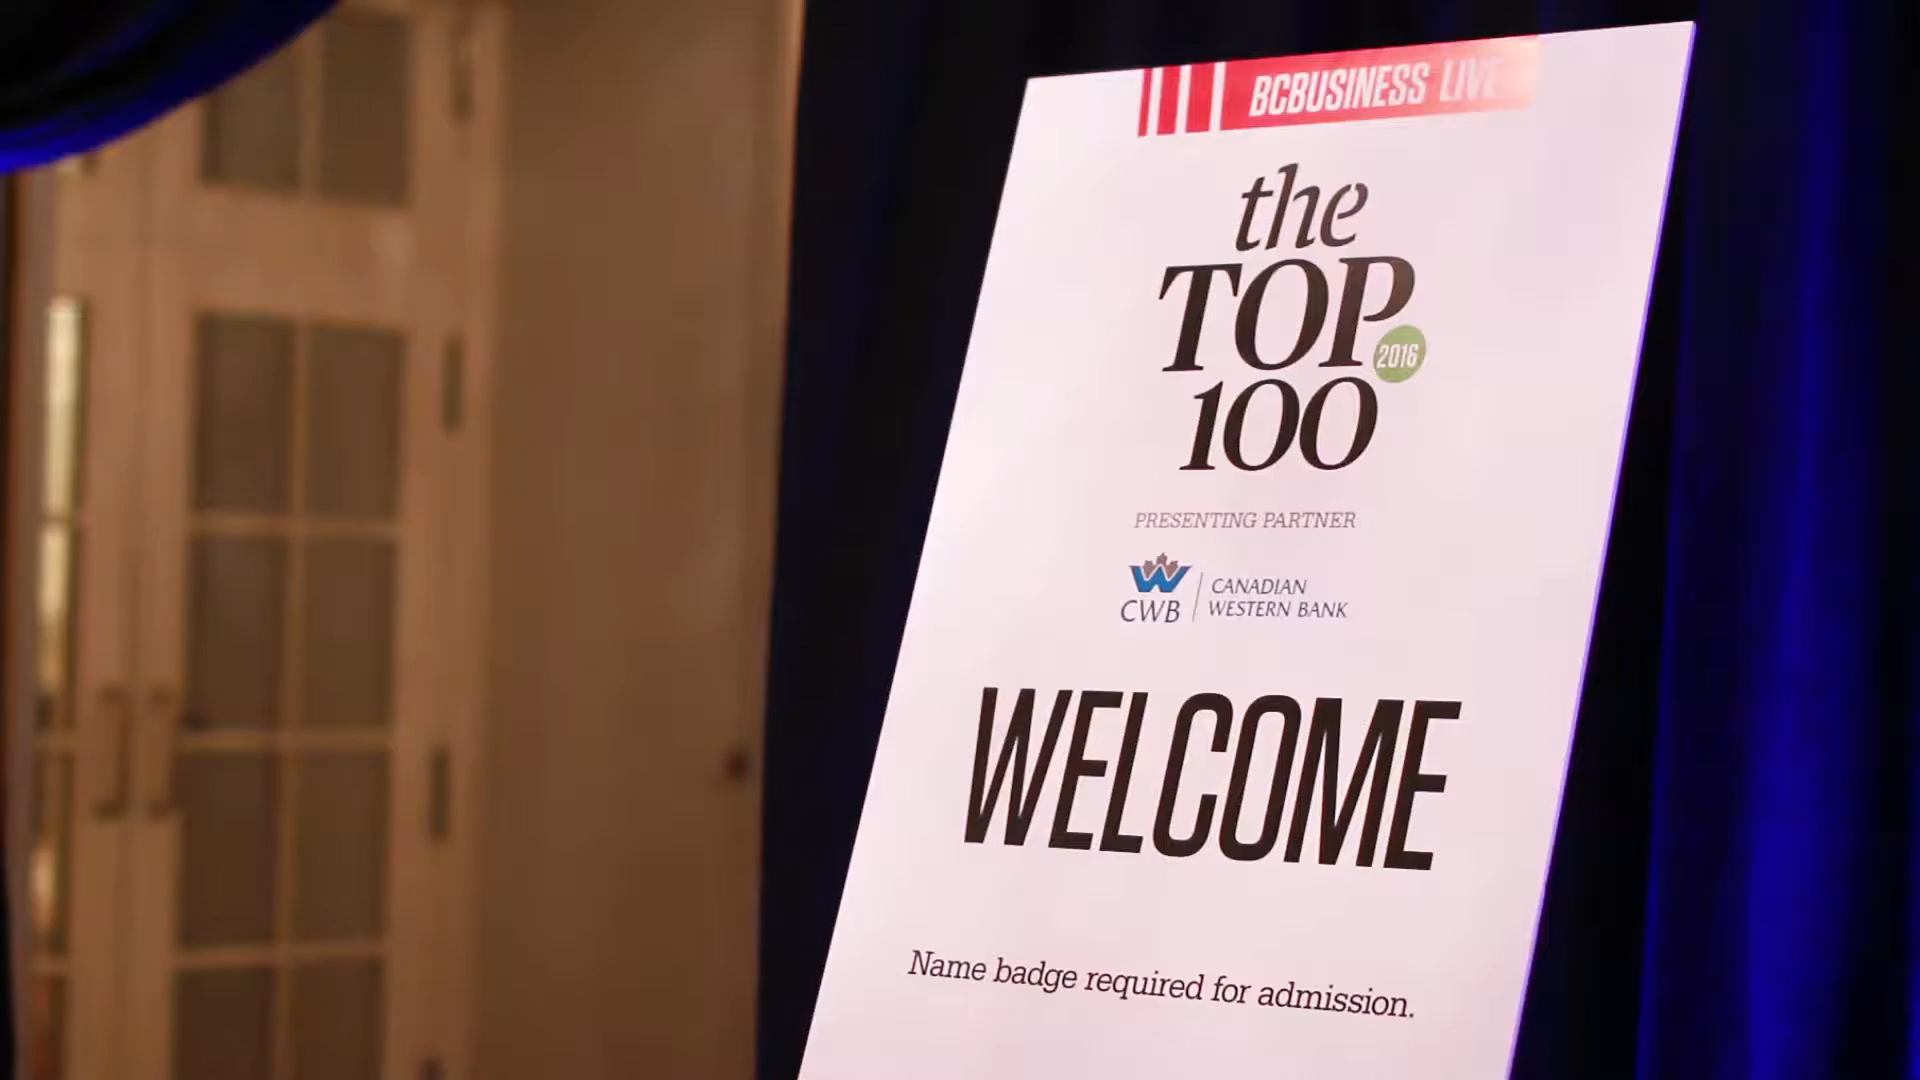 BCBUSINESS LIVE
the
TOP
2016
100
PRESENTING PARTNER
CWB
CANADIAN
WESTERN BANK
WELCOME
Name badge required for admission.